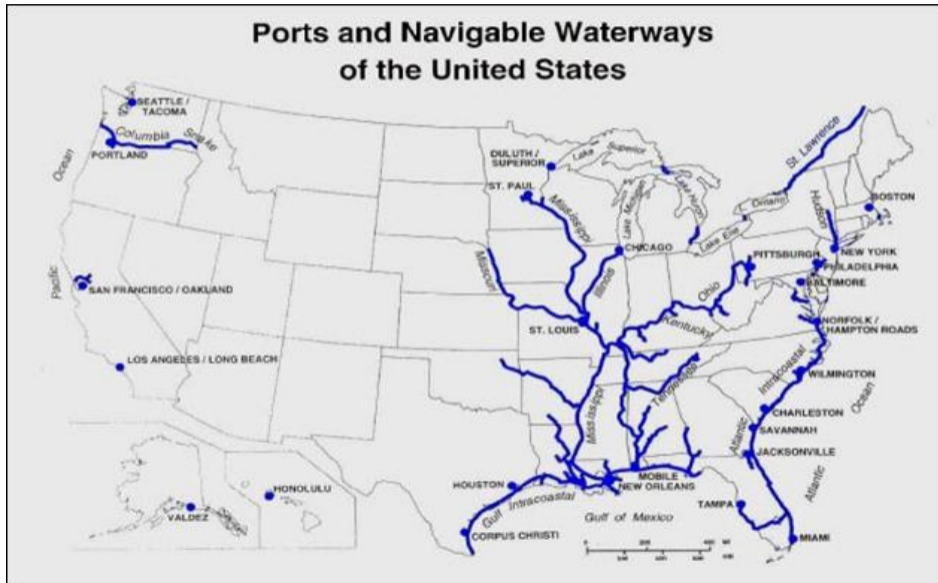 Ports and Navigable Waterways
of the United States
SEATTLE /
TACOMA
Columbia
Snake
PORTLAND
Ocean
Pacific
SAN FRANCISCO / OAKLAND
LOS ANGELES / LONG BEACH
DULUTH /
SUPERIOR
Lake Superior
ST. PAUL
Mississippi
Lake Michigan
Lake Huron
Ontario
Lake Erie
St. Lawrence
Hudson
BOSTON
CHICAGO
NEW YORK
PITTSBURGH
PHILADELPHIA
BALTIMORE
Missouri
Illinois
Ohio
Kentucky
ST. LOUIS
NORFOLK /
HAMPTON ROADS
Tennessee
Mississippi
Intracoastal
WILMINGTON
Ocean
CHARLESTON
SAVANNAH
Atlantic
JACKSONVILLE
Atlantic
MOBILE
NEW ORLEANS
HOUSTON
Gulf Intracoastal
Gulf of Mexico
TAMPA
MIAMI
CORPUS CHRISTI
HONOLULU
VALDEZ
0
200
400